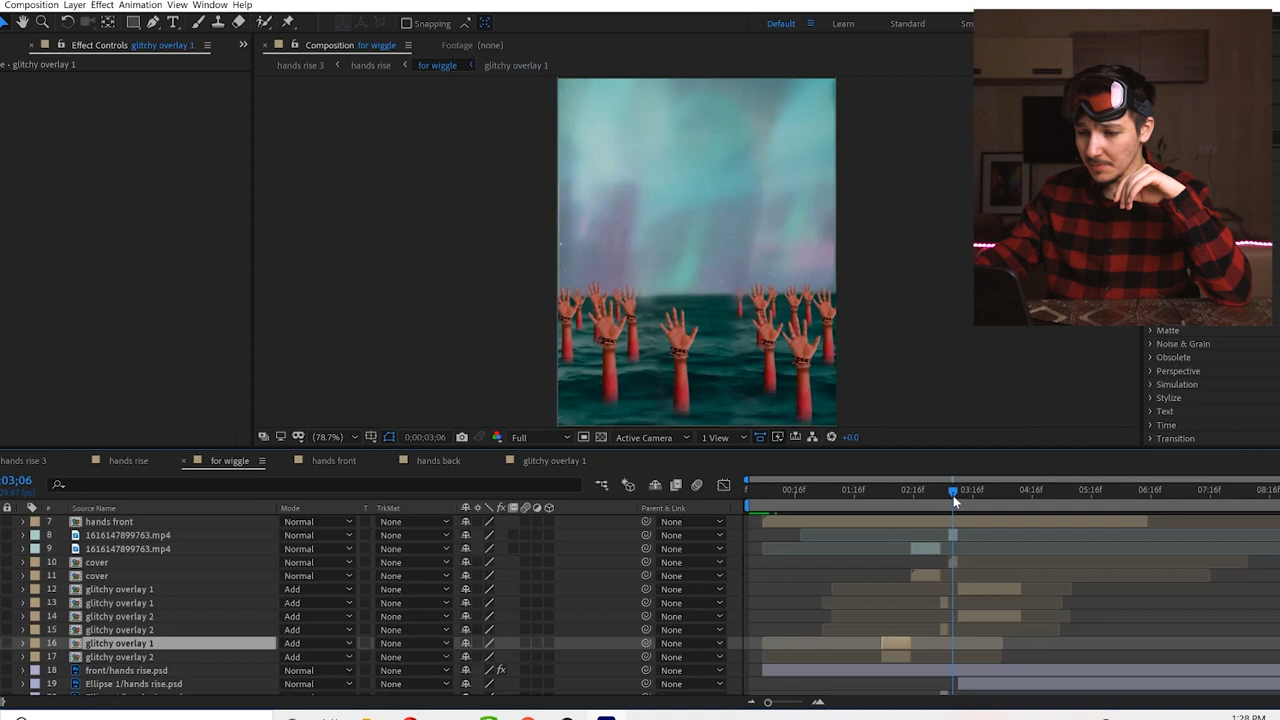 Composition Layer Effect Animation View Window Help
Snapping
Default Learn Standard Sm
Effect Controls glitchy overlay 1
Composition for wiggle Footage (none)
e • glitchy overlay 1
hands rise 3 hands rise for wiggle glitchy overlay 1
Matte
Noise & Grain
Obsolete
Perspective
Simulation
Stylize
Text
Time
Transition
(78.7%) 0;00;03;06 Full Active Camera 1 View +0.0
ands rise 3 hands rise for wiggle hands front hands back glitchy overlay 1
03;06
29.97 fps)
f 00:16f 01:16f 02:16f 03:16f 04:16f 05:16f 06:16f 07:16f 08:16f
# Source Name Mode T TrkMat Parent & Link
7 hands front Normal None None
8 1616147899763.mp4 Normal None None
9 1616147899763.mp4 Normal None None
10 cover Normal None None
11 cover Normal None None
12 glitchy overlay 1 Add None None
13 glitchy overlay 1 Add None None
14 glitchy overlay 2 Add None None
15 glitchy overlay 2 Add None None
16 glitchy overlay 1 Add None None
17 glitchy overlay 2 Add None None
18 front/hands rise.psd Normal None fx None
19 Ellipse 1/hands rise.psd Normal None None
1:28 PM